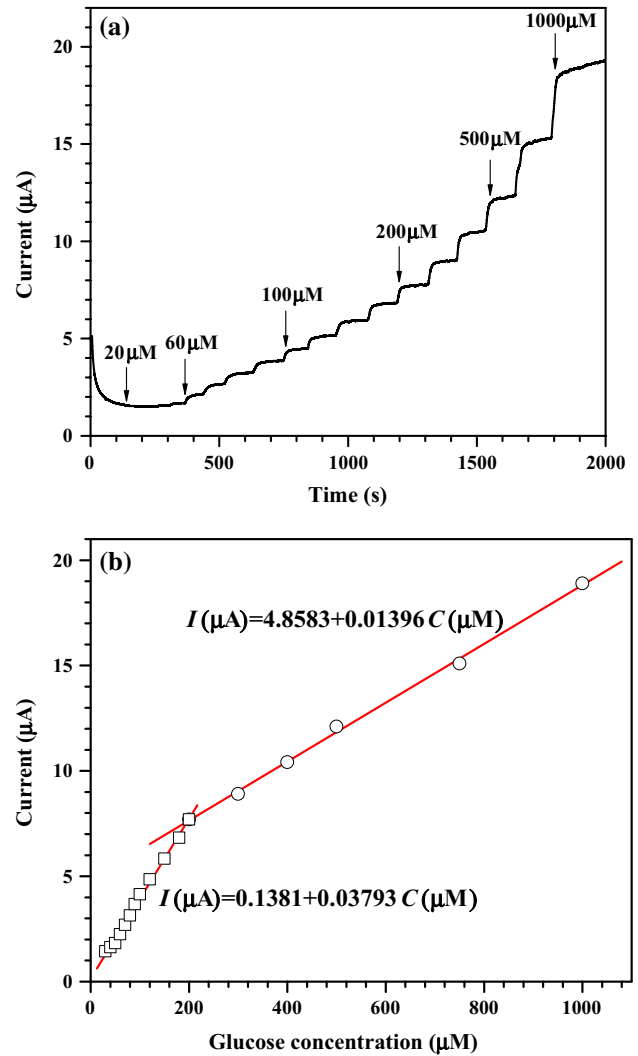 (a)
1000μM
500μM
200μM
100μM
60μM
20μM
20
15
10
5
0
Current (μA)
0 500 1000 1500 2000
Time (s)
(b)
I (μA)=4.8583+0.01396 C (μM)
I (μA)=0.1381+0.03793 C (μM)
20
15
10
5
0
Current (μA)
0 200 400 600 800 1000
Glucose concentration (μM)